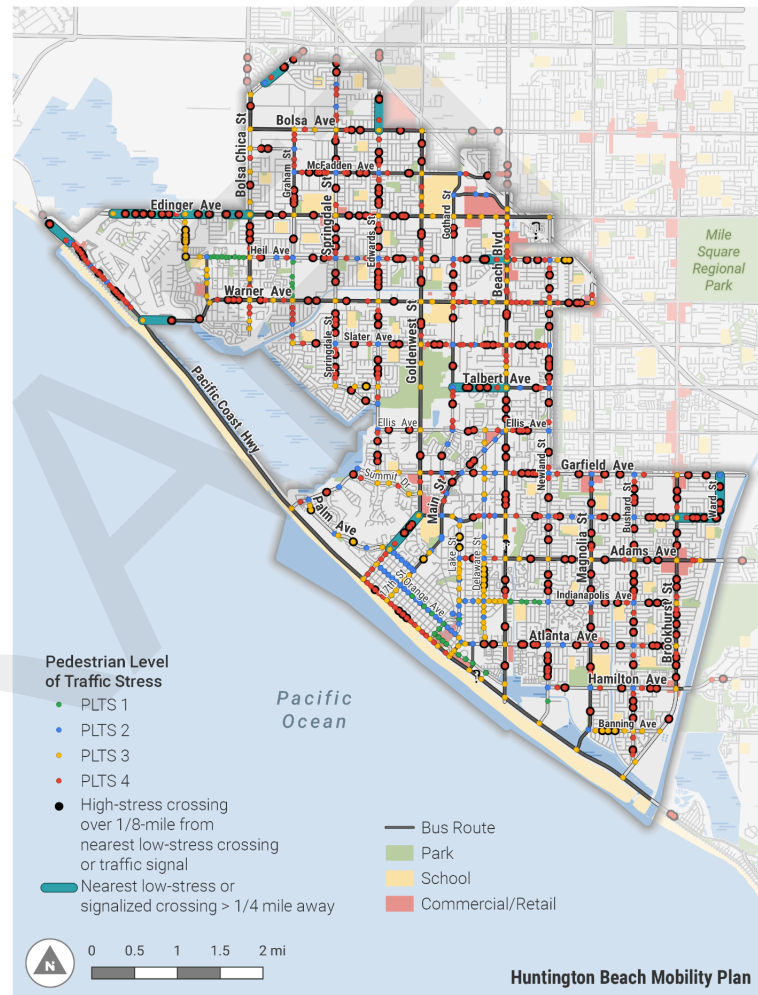 Bolsa Ave
Bolsa Chica St
Graham St
McFadden Ave
Springdale St
Edwards St
Gothard St
Edinger Ave
Heil Ave
Beach Blvd
Mile
Square
Regional
Park
Warner Ave
Goldenwest St
Springdale St
Slater Ave
Talbert Ave
Pacific Coast Hwy
Ellis Ave
Ellis Ave
Newland St
Garfield Ave
Summit Dr
Main St
Palm Ave
Bushard St
Ward St
Magnolia St
Lake St
Delaware St
Adams Ave
17th St
Orange Ave
Indianapolis Ave
Brookhurst St
Atlanta Ave
Hamilton Ave
Banning Ave
Pacific
Ocean
Pedestrian Level
of Traffic Stress
PLTS 1
PLTS 2
PLTS 3
PLTS 4
High-stress crossing
over 1/8-mile from
nearest low-stress crossing
or traffic signal
Nearest low-stress or
signalized crossing > 1/4 mile away
Bus Route
Park
School
Commercial/Retail
N
0 0.5 1 1.5 2 mi
Huntington Beach Mobility Plan